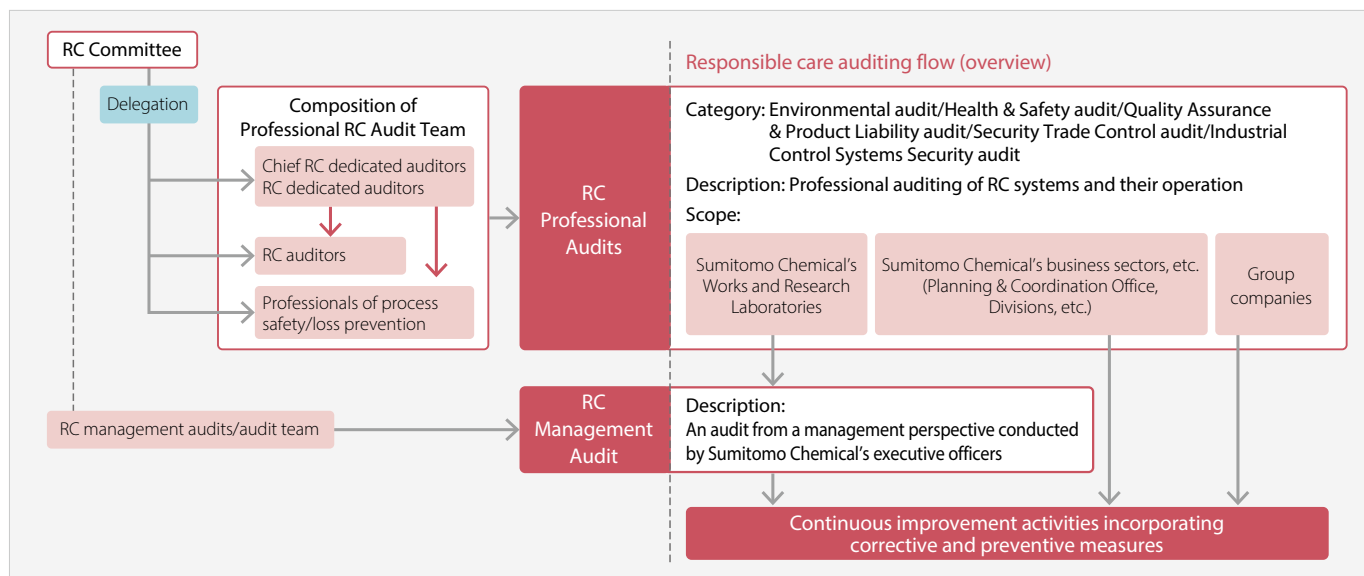 RC Committee
Delegation
Composition of
Professional RC Audit Team
Chief RC dedicated auditors
RC dedicated auditors
RC auditors
Professionals of process
safety/loss prevention
RC management audits/audit team
RC
Professional
Audits
RC
Management
Audit
Responsible care auditing flow (overview)
Category: Environmental audit/Health & Safety audit/Quality Assurance
& Product Liability audit/Security Trade Control audit/Industrial
Control Systems Security audit
Description: Professional auditing of RC systems and their operation
Scope:
Sumitomo Chemical’s
Works and Research
Laboratories
Sumitomo Chemical’s business sectors, etc.
(Planning & Coordination Office,
Divisions, etc.)
Group
companies
Description:
An audit from a management perspective conducted
by Sumitomo Chemical’s executive officers
Continuous improvement activities incorporating
corrective and preventive measures